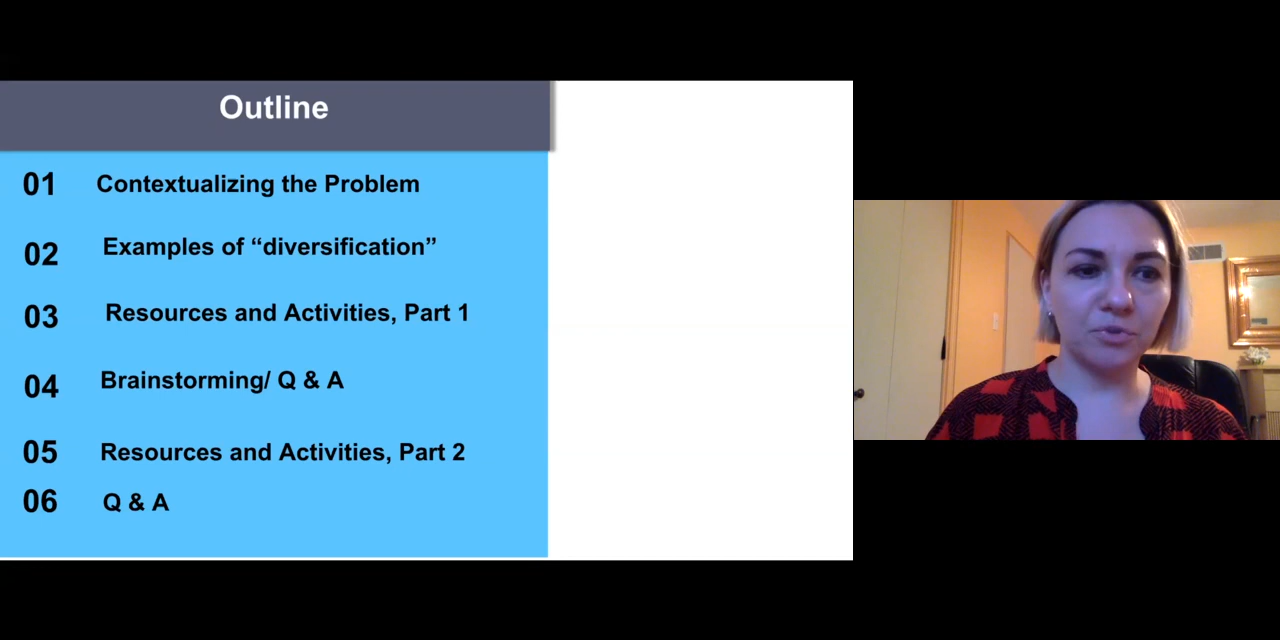 Outline
01 Contextualizing the Problem
02 Examples of “diversification”
03 Resources and Activities, Part 1
04 Brainstorming/ Q & A
05 Resources and Activities, Part 2
06 Q & A